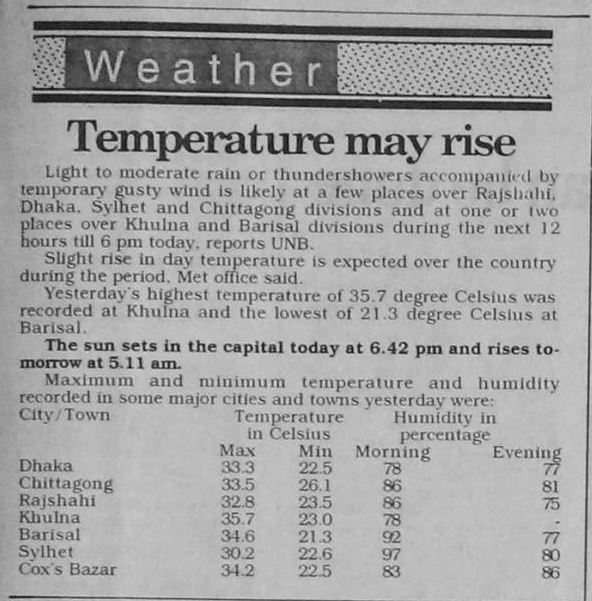 Weather
Temperature may rise
Light to moderate rain or thundershowers accompanied by
temporary gusty wind is likely at a few places over Rajshahi,
Dhaka, Sylhet and Chittagong divisions and at one or two
places over Khulna and Barisal divisions during the next 12
hours till 6 pm today, reports UNB.
Slight rise in day temperature is expected over the country
during the period, Met office said.
Yesterday's highest temperature of 35.7 degree Celsius was
recorded at Khulna and the lowest of 21.3 degree Celsius at
Barisal.
The sun sets in the capital today at 6.42 pm and rises to-
morrow at 5.11 am.
Maximum and minimum temperature and humidity
recorded in some major cities and towns yesterday were:
City/Town Temperature Humidity in
in Celsius percentage
Max Min Morning Evening
Dhaka 33.3 22.5 78 77
Chittagong 33.5 26.1 86 81
Rajshahi 32.8 23.5 86 75
Khulna 35.7 23.0 78 -
Barisal 34.6 21.3 92 77
Sylhet 30.2 22.6 97 80
Cox's Bazar 34.2 22.5 83 86